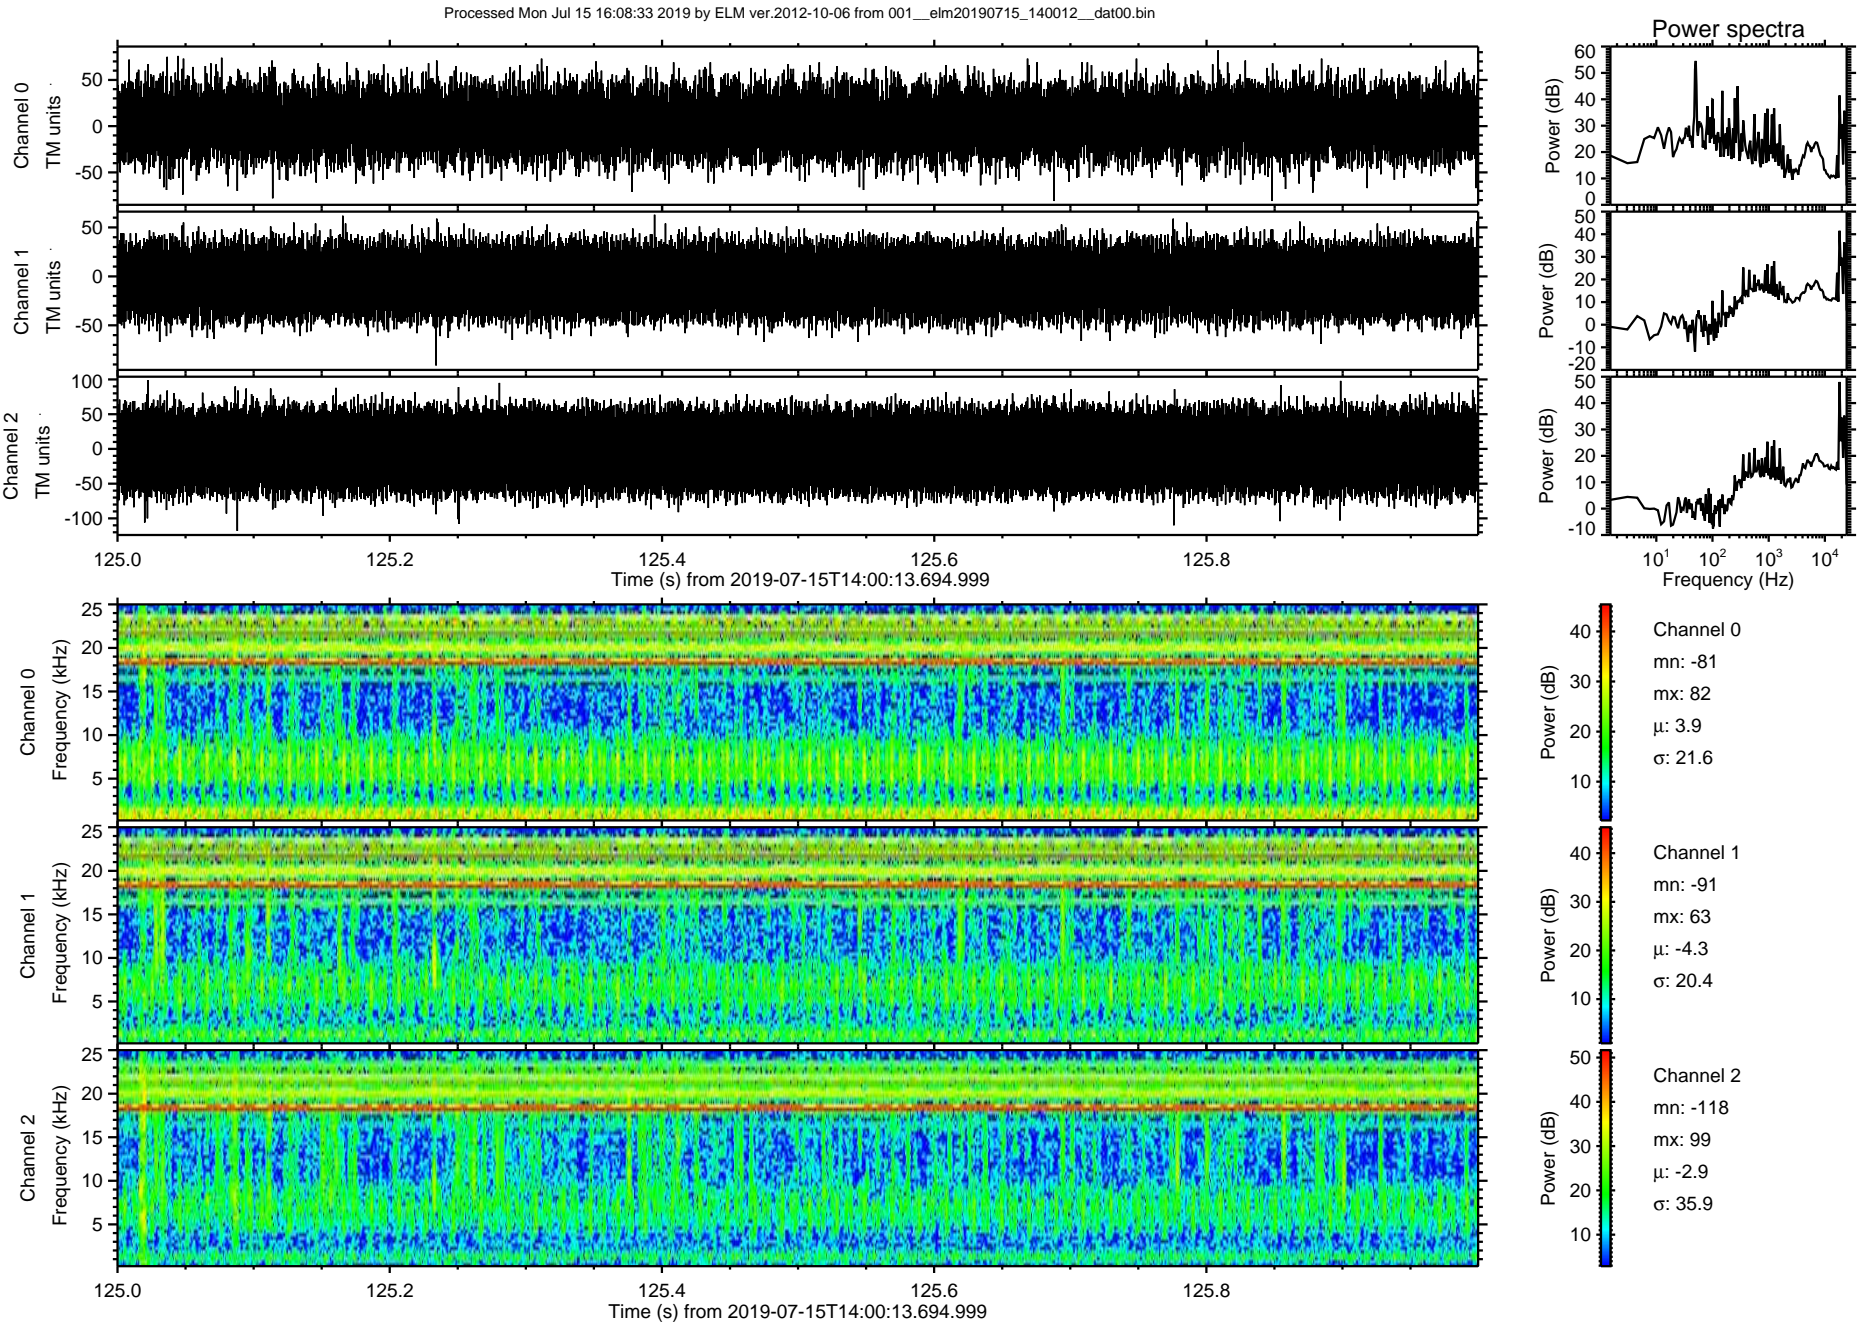 Processed Mon Jul 15 16:08:33 2019 by ELM ver.2012-10-06 from 001__elm20190715_140012__dat00.bin
Power spectra
Channel 0
TM units
50
0
-50
Power (dB)
60
50
40
30
20
10
0
Channel 1
TM units
50
0
-50
Power (dB)
50
40
30
20
10
0
-10
-20
Channel 2
TM units
100
50
0
-50
-100
Power (dB)
50
40
30
20
10
0
-10
125.0 125.2 125.4 125.6 125.8
Time (s) from 2019-07-15T14:00:13.694.999
10¹ 10² 10³ 10⁴
Frequency (Hz)
Channel 0
Frequency (kHz)
25
20
15
10
5
Power (dB)
40
30
20
10
Channel 0
mn: -81
mx: 82
μ: 3.9
σ: 21.6
Channel 1
Frequency (kHz)
25
20
15
10
5
Power (dB)
40
30
20
10
Channel 1
mn: -91
mx: 63
μ: -4.3
σ: 20.4
Channel 2
Frequency (kHz)
25
20
15
10
5
Power (dB)
50
40
30
20
10
Channel 2
mn: -118
mx: 99
μ: -2.9
σ: 35.9
125.0 125.2 125.4 125.6 125.8
Time (s) from 2019-07-15T14:00:13.694.999